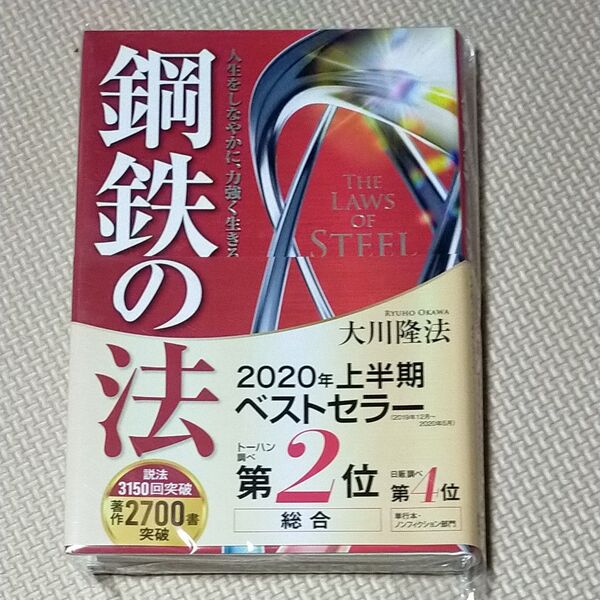 鋼鉄の法
人生をしなやかに、力強く生きる
THE
LAWS
OF
STEEL
RYUHO OKAWA
大川隆法
2020年上半期
ベストセラー
(2019年12月〜
2020年5月)
トーハン
調べ
第2位
総合
日販調べ
第4位
単行本・
ノンフィクション部門
説法
3150回突破
著作2700書
突破